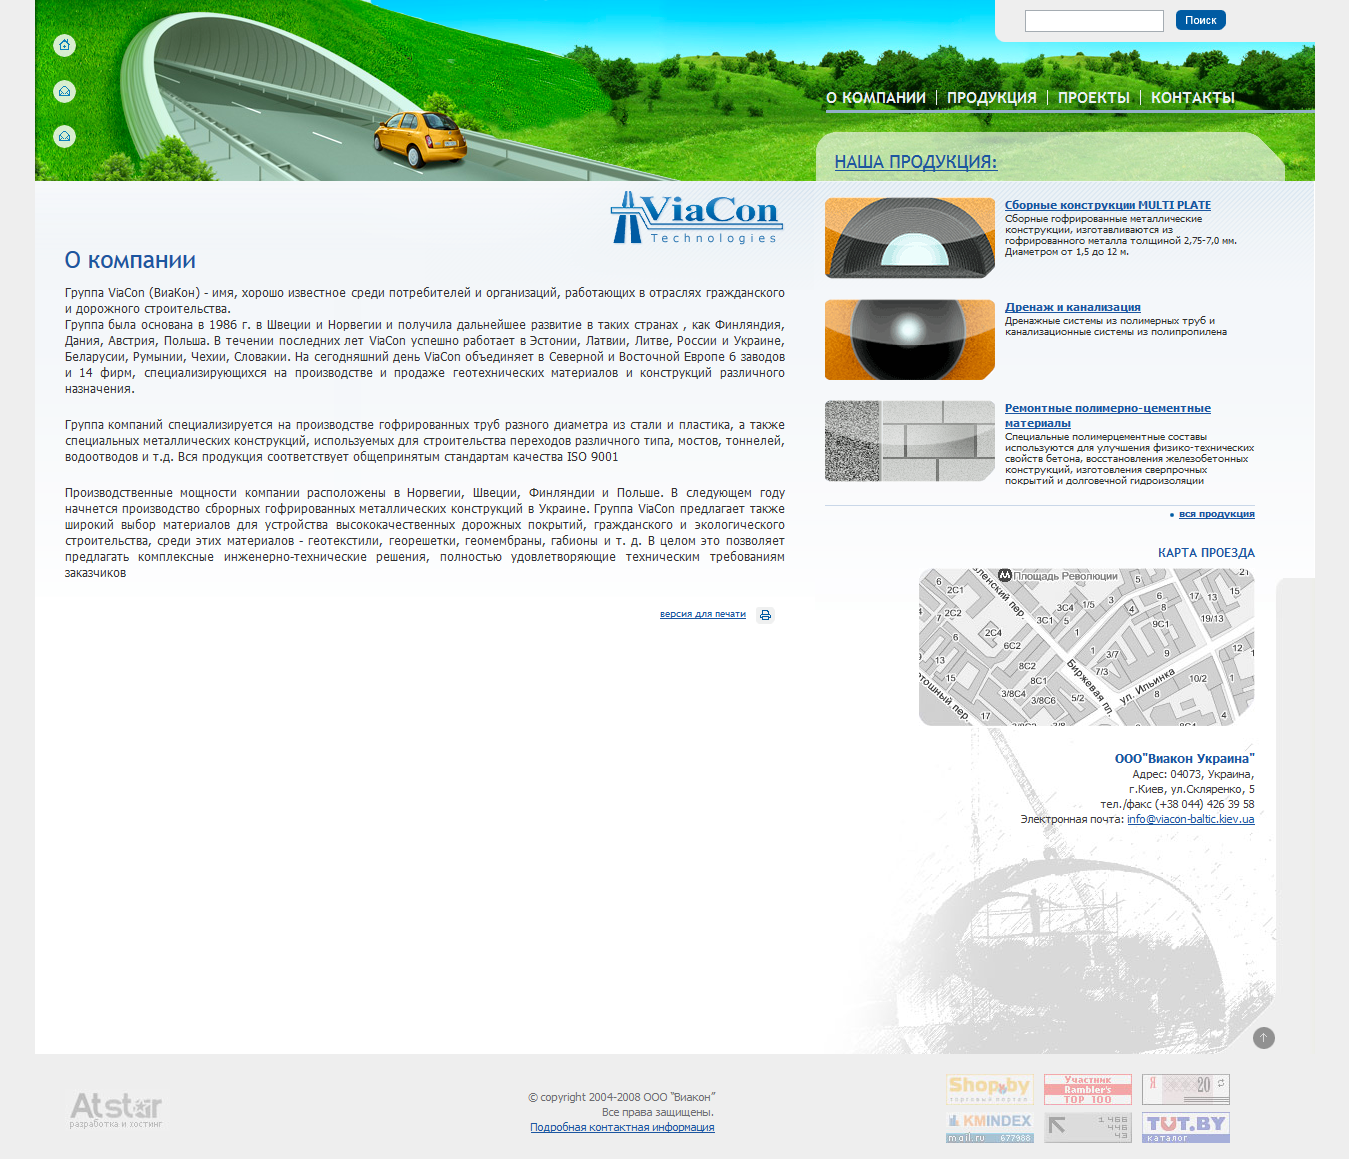 Поиск
О КОМПАНИИ
ПРОДУКЦИЯ
ПРОЕКТЫ
КОНТАКТЫ
НАША ПРОДУКЦИЯ:
ViaCon
Technologies
О компании
Группа ViaCon (ВиаКон) - имя, хорошо известное среди потребителей и организаций, работающих в отраслях гражданского
и дорожного строительства.
Группа была основана в 1986 г. в Швеции и Норвегии и получила дальнейшее развитие в таких странах , как Финляндия,
Дания, Австрия, Польша. В течении последних лет ViaCon успешно работает в Эстонии, Латвии, Литве, России и Украине,
Беларусии, Румынии, Чехии, Словакии. На сегодняшний день ViaCon объединяет в Северной и Восточной Европе 6 заводов
и 14 фирм, специализирующихся на производстве и продаже геотехнических материалов и конструкций различного
назначения.
Группа компаний специализируется на производстве гофрированных труб разного диаметра из стали и пластика, а также
специальных металлических конструкций, используемых для строительства переходов различного типа, мостов, тоннелей,
водоотводов и т.д. Вся продукция соответствует общепринятым стандартам качества ISO 9001
Производственные мощности компании расположены в Норвегии, Швеции, Финляндии и Польше. В следующем году
начнется производство сброрных гофрированных металлических конструкций в Украине. Группа ViaCon предлагает также
широкий выбор материалов для устройства высококачественных дорожных покрытий, гражданского и экологического
строительства, среди этих материалов - геотекстили, георешетки, геомембраны, габионы и т. д. В целом это позволяет
предлагать комплексные инженерно-технические решения, полностью удовлетворяющие техническим требованиям
заказчиков
версия для печати
Сборные конструкции MULTI PLATE
Сборные гофрированные металлические
конструкции, изготавливаются из
гофрированного металла толщиной 2,75-7,0 мм.
Диаметром от 1,5 до 12 м.
Дренаж и канализация
Дренажные системы из полимерных труб и
канализационные системы из полипропилена
Ремонтные полимерно-цементные
материалы
Специальные полимерцементные составы
используются для улучшения физико-технических
свойств бетона, восстановления железобетонных
конструкций, изготовления сверпрочных
покрытий и долговечной гидроизоляции
• вся продукция
КАРТА ПРОЕЗДА
Площадь Революции
Биржевая пл.
ул. Ильинка
ООО"Виакон Украина"
Адрес: 04073, Украина,
г.Киев, ул.Скляренко, 5
тел./факс (+38 044) 426 39 58
Электронная почта: info@viacon-baltic.kiev.ua
Atstar
разработка и хостинг
© copyright 2004-2008 ООО "Виакон"
Все права защищены.
Подробная контактная информация
Shop.by
торговый портал
Участник
Rambler's
TOP 100
Я 20
KMINDEX
mail.ru 677988
1 466
446
43
TUT.BY
каталог